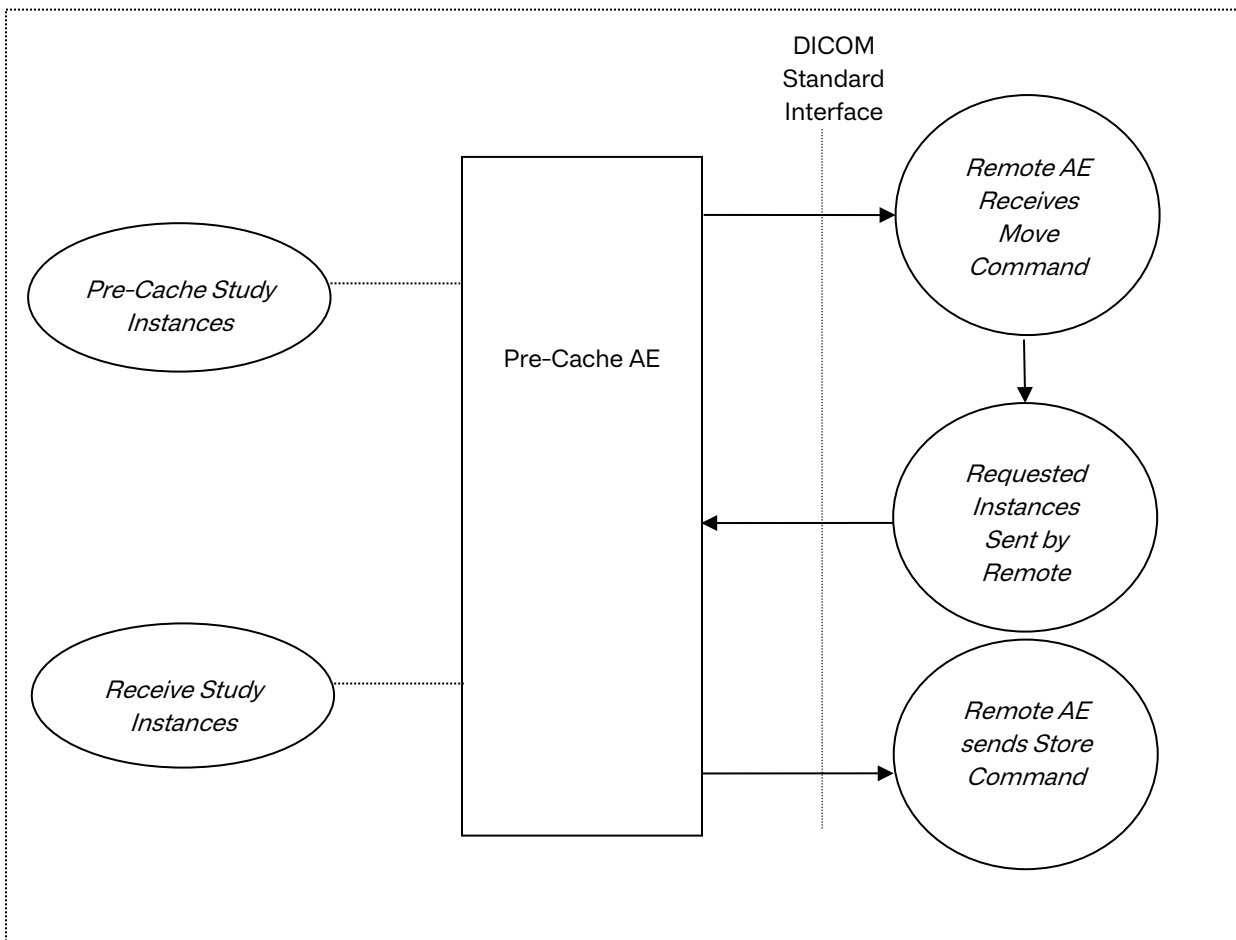 DICOM
Standard
Interface
Remote AE
Receives
Move
Command
Pre-Cache Study
Instances
Pre-Cache AE
Requested
Instances
Sent by
Remote
Receive Study
Instances
Remote AE
sends Store
Command